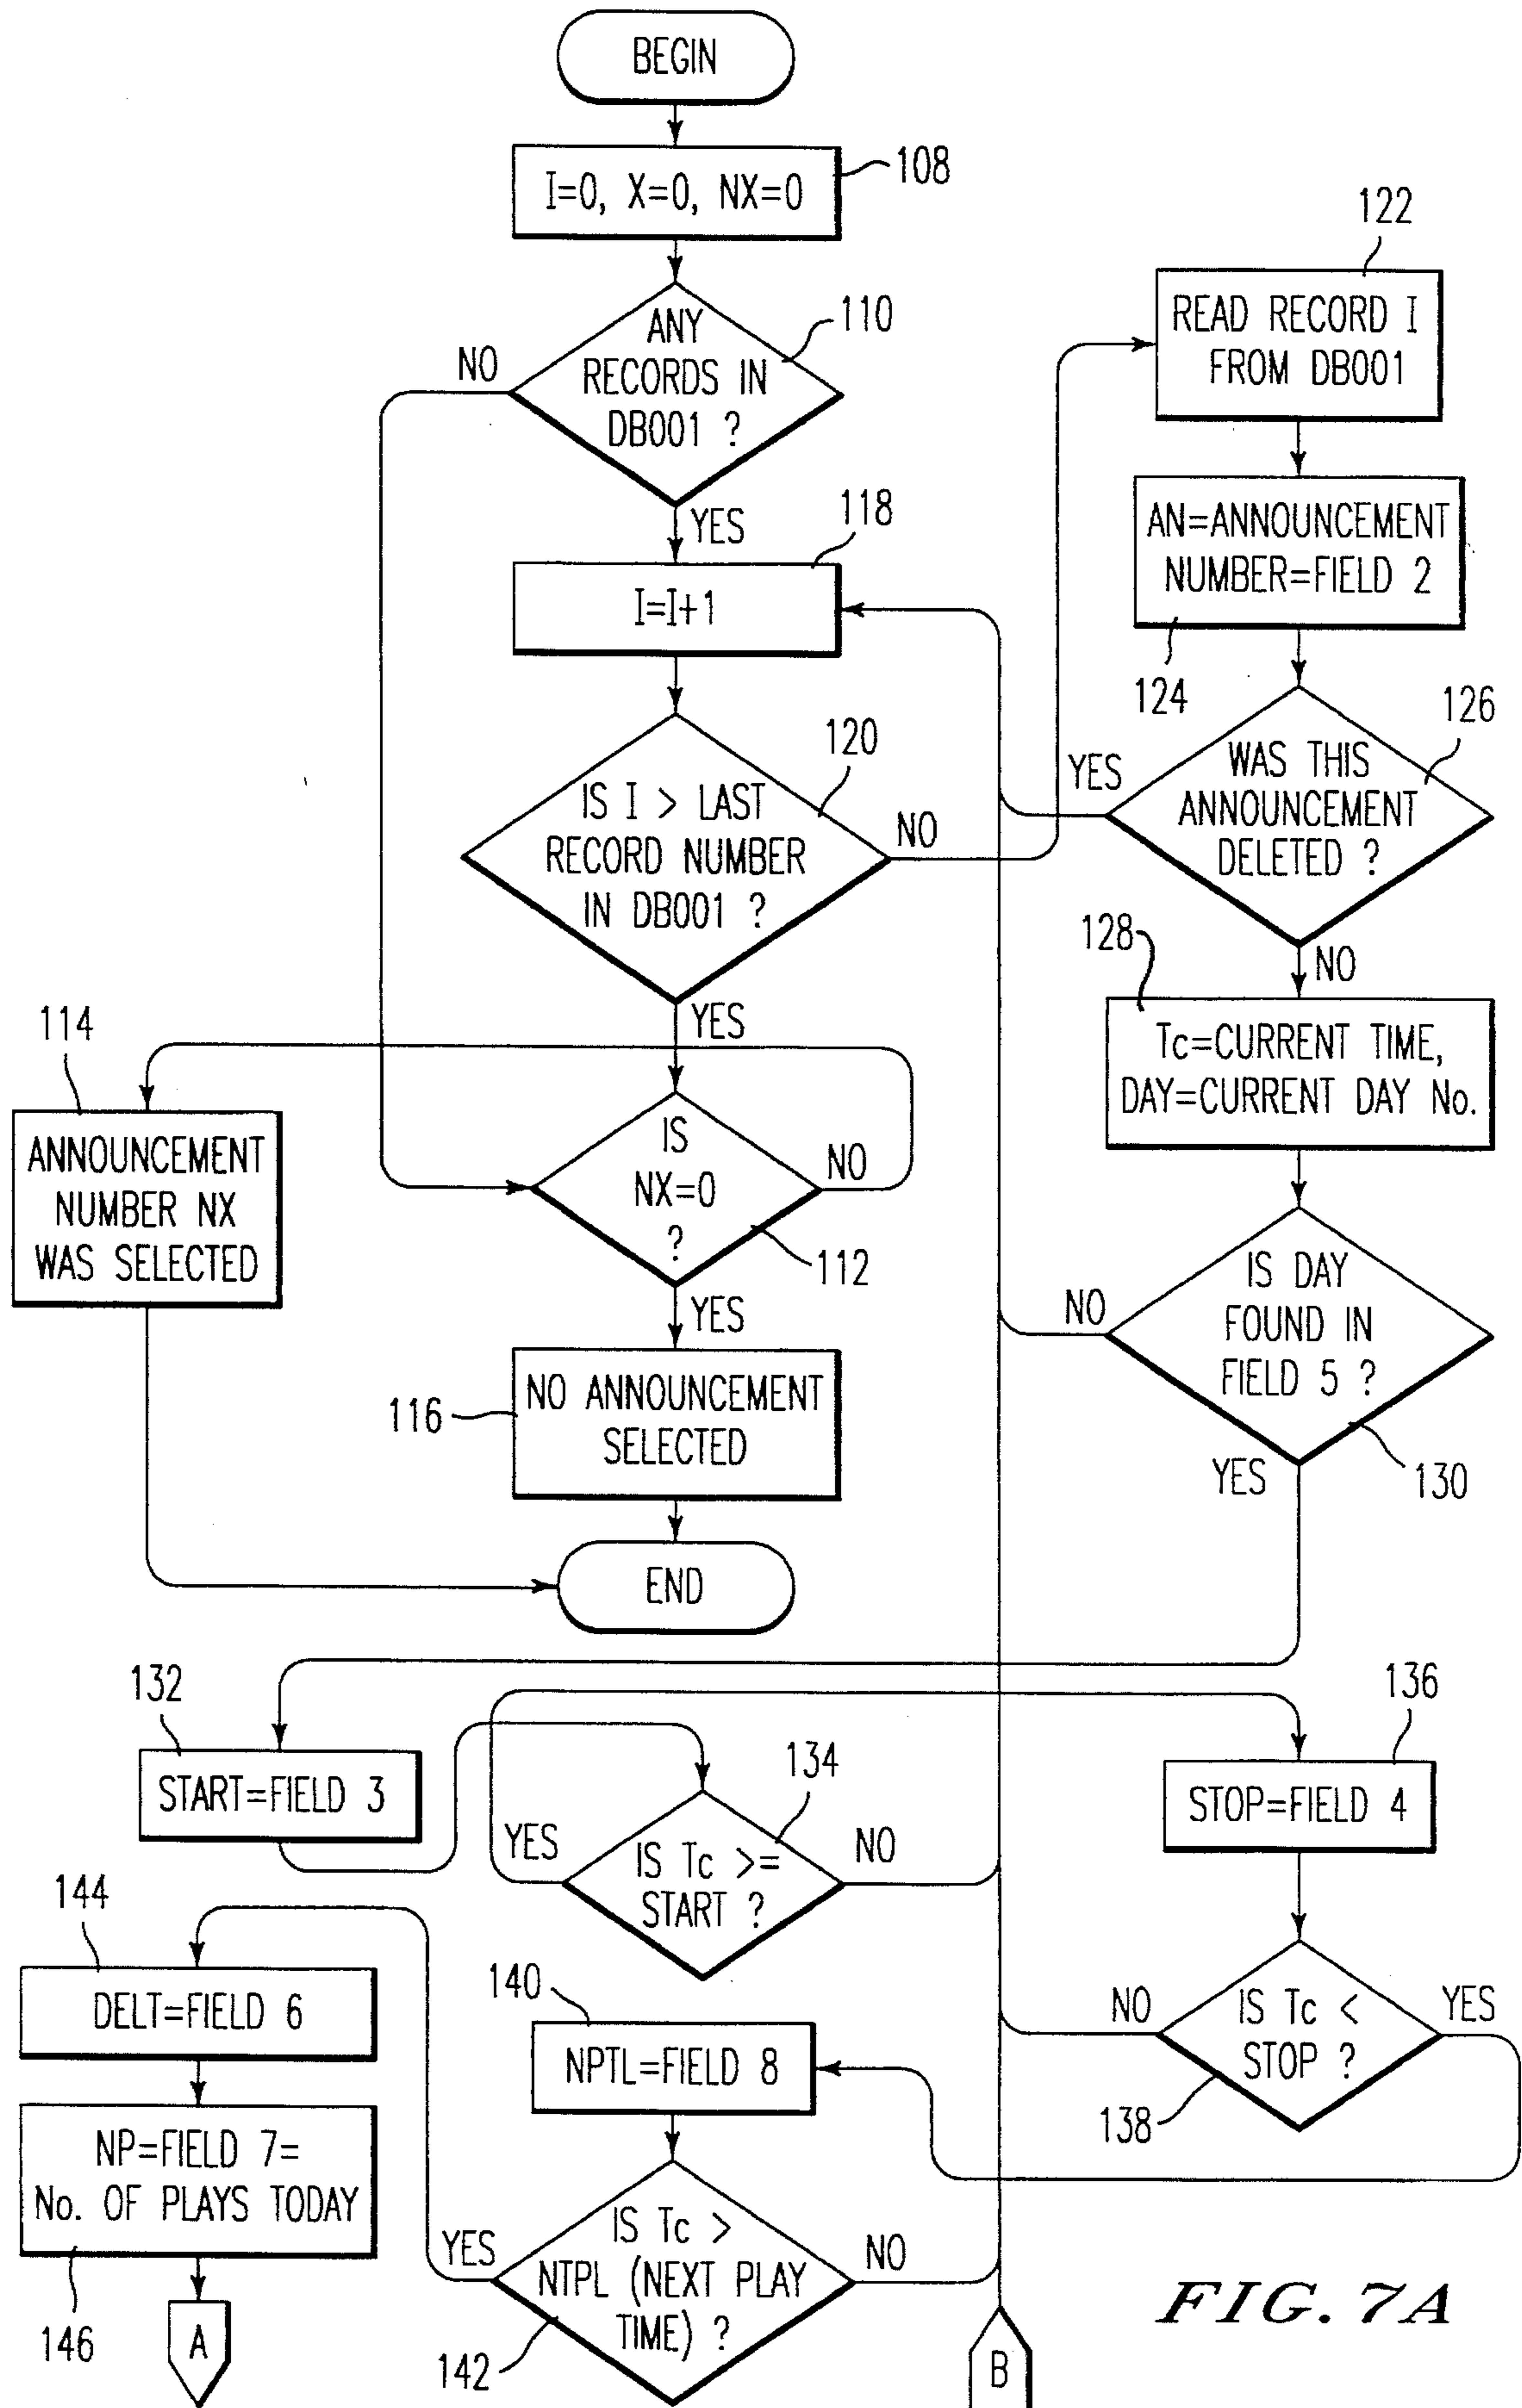 BEGIN
108
I=0, X=0, NX=0
110
ANY
RECORDS IN
DB001 ?
NO
YES
118
I=I+1
120
IS I > LAST
RECORD NUMBER
IN DB001 ?
NO
YES
114
ANNOUNCEMENT
NUMBER NX
WAS SELECTED
IS
NX=0
?
NO
112
YES
116
NO ANNOUNCEMENT
SELECTED
END
122
READ RECORD I
FROM DB001
AN=ANNOUNCEMENT
NUMBER=FIELD 2
124
126
WAS THIS
ANNOUNCEMENT
DELETED ?
YES
NO
128
Tc=CURRENT TIME,
DAY=CURRENT DAY No.
IS DAY
FOUND IN
FIELD 5 ?
NO
YES
130
132
START=FIELD 3
134
IS Tc >=
START ?
YES
NO
136
STOP=FIELD 4
IS Tc <
STOP ?
NO
YES
138
140
NPTL=FIELD 8
IS Tc >
NTPL (NEXT PLAY
TIME) ?
YES
NO
142
144
DELT=FIELD 6
NP=FIELD 7=
No. OF PLAYS TODAY
146
A
B
FIG. 7A